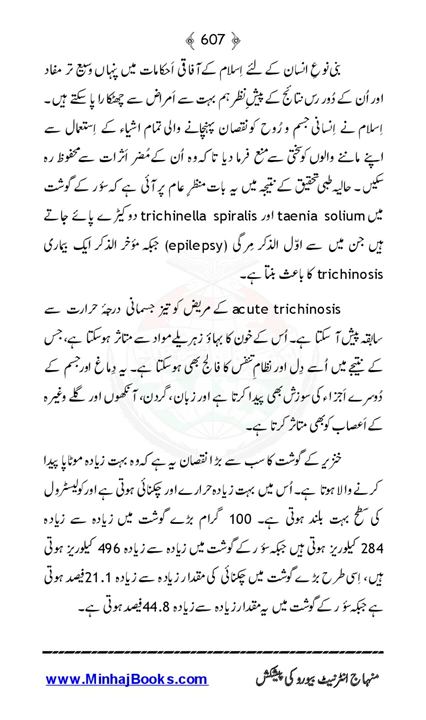 ﴿ 607 ﴾
بنی نوعِ انسان کے لئے اِسلام کے آفاقی اَحکامات میں پنہاں وسیع تر مفاد
اور اُن کے دُور رس نتائج کے پیشِ نظر ہم بہت سے اَمراض سے چھٹکارا پا سکتے ہیں۔
اِسلام نے اِنسانی جسم و رُوح کو نقصان پہنچانے والی تمام اشیاء کے اِستعمال سے
اپنے ماننے والوں کو سختی سے منع فرما دیا تاکہ وہ اُن کے مُضر اَثرات سے محفوظ رہ
سکیں۔ حالیہ طبی تحقیق کے نتیجہ میں یہ بات منظرِ عام پر آئی ہے کہ سؤر کے گوشت
میں taenia solium اور trichinella spiralis دو کیڑے پائے جاتے
ہیں جن میں سے اوّل الذکر مِرگی (epilepsy) جبکہ مؤخر الذکر ایک بیماری
trichinosis کا باعث بنتا ہے۔
acute trichinosis کے مریض کو تیز جسمانی درجۂ حرارت سے
سابقہ پیش آ سکتا ہے۔ اُس کے خون کا بہاؤ زہریلے مواد سے متاثر ہو سکتا ہے، جس
کے نتیجے میں اُسے دِل اور نظامِ تنفس کا فالج بھی ہو سکتا ہے۔ یہ دِماغ اور جسم کے
دُوسرے اَجزاء کی سوزش بھی پیدا کرتا ہے اور زبان، گردن، آنکھوں اور گلے وغیرہ
کے اَعصاب کو بھی متاثر کرتا ہے۔
خنزیر کے گوشت کا سب سے بڑا نقصان یہ ہے کہ وہ بہت زیادہ موٹاپا پیدا
کرنے والا ہوتا ہے۔ اُس میں بہت زیادہ حرارے اور چکنائی ہوتی ہے اور کولیسٹرول
کی سطح بہت بلند ہوتی ہے۔ 100 گرام بڑے گوشت میں زیادہ سے زیادہ
284 کیلوریز ہوتی ہیں جبکہ سؤر کے گوشت میں زیادہ سے زیادہ 496 کیلوریز ہوتی
ہیں، اِسی طرح بڑے گوشت میں چکنائی کی مقدار زیادہ سے زیادہ 21.1 فیصد ہوتی
ہے جبکہ سؤر کے گوشت میں یہ مقدار زیادہ سے زیادہ 44.8 فیصد ہوتی ہے۔
منہاج انٹرنیٹ بیورو کی پیشکش www.MinhajBooks.com